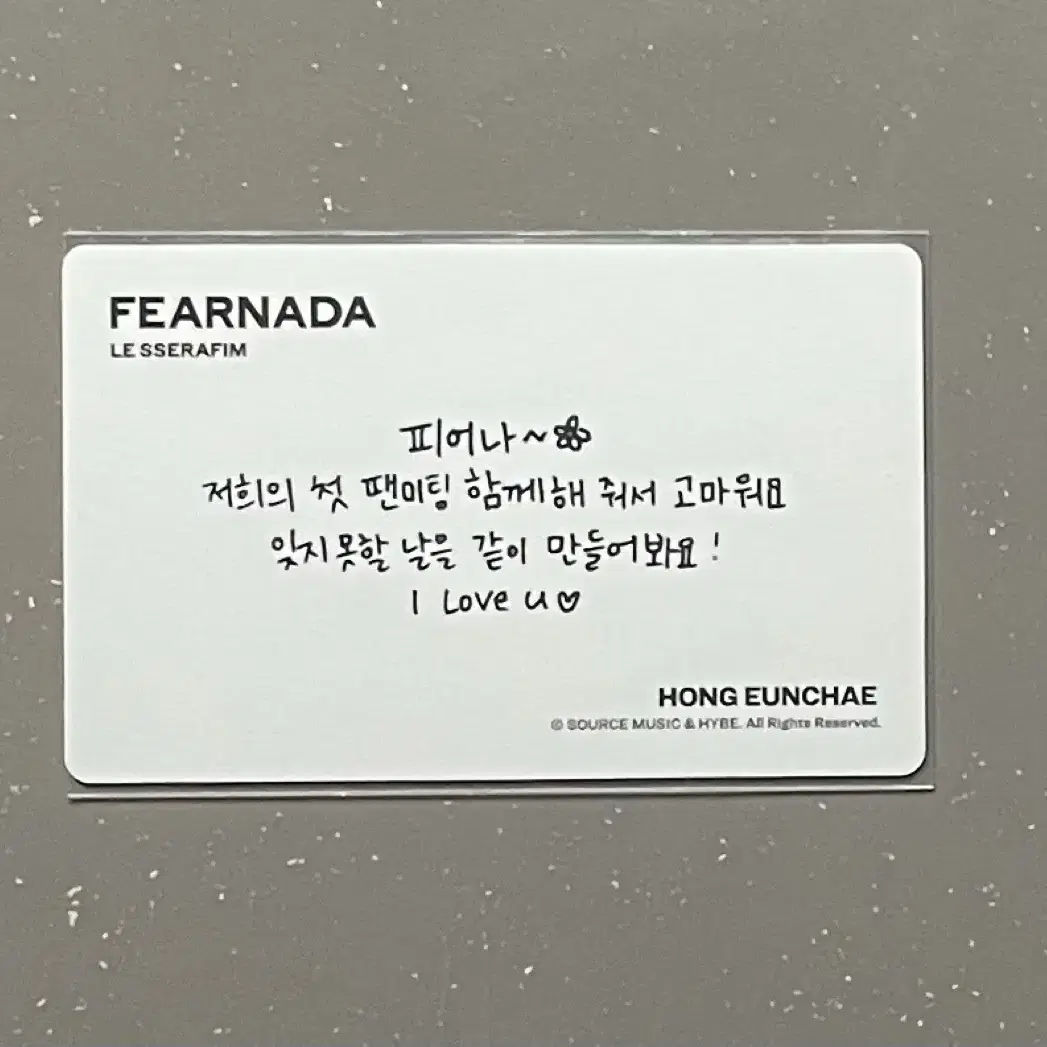 FEARNADA
LE SSERAFIM
피어나~
저희의 첫 팬미팅 함께해 줘서 고마워요
잊지못할 날을 같이 만들어봐요!
I Love u♡
HONG EUNCHAE
© SOURCE MUSIC & HYBE. All Rights Reserved.